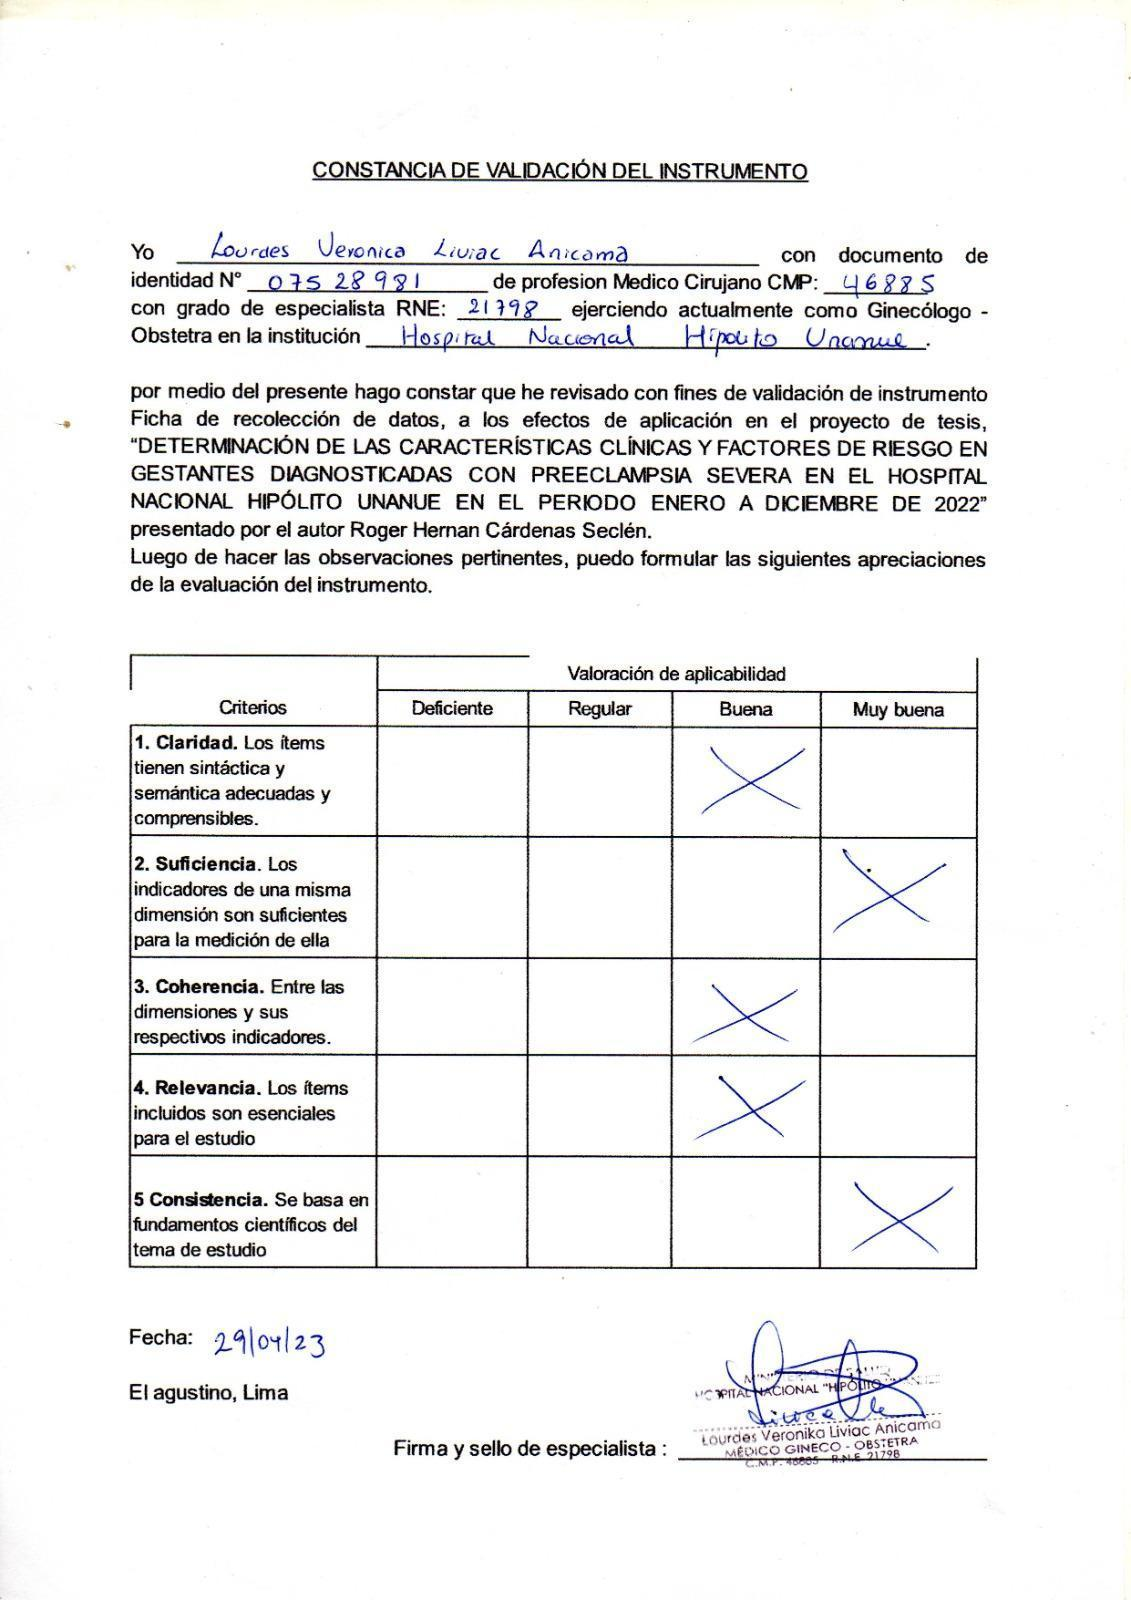 CONSTANCIA DE VALIDACIÓN DEL INSTRUMENTO
Yo Lourdes Veronica Liviac Anicama con documento de
identidad N° 07528981 de profesion Medico Cirujano CMP: 46885
con grado de especialista RNE: 21798 ejerciendo actualmente como Ginecólogo -
Obstetra en la institución Hospital Nacional Hipolito Unanue.
por medio del presente hago constar que he revisado con fines de validación de instrumento
Ficha de recolección de datos, a los efectos de aplicación en el proyecto de tesis,
“DETERMINACIÓN DE LAS CARACTERÍSTICAS CLÍNICAS Y FACTORES DE RIESGO EN
GESTANTES DIAGNOSTICADAS CON PREECLAMPSIA SEVERA EN EL HOSPITAL
NACIONAL HIPÓLITO UNANUE EN EL PERIODO ENERO A DICIEMBRE DE 2022”
presentado por el autor Roger Hernan Cárdenas Seclén.
Luego de hacer las observaciones pertinentes, puedo formular las siguientes apreciaciones
de la evaluación del instrumento.
Valoración de aplicabilidad
Criterios Deficiente Regular Buena Muy buena
1. Claridad. Los ítems
tienen sintáctica y
semántica adecuadas y
comprensibles.
2. Suficiencia. Los
indicadores de una misma
dimensión son suficientes
para la medición de ella
3. Coherencia. Entre las
dimensiones y sus
respectivos indicadores.
4. Relevancia. Los ítems
incluidos son esenciales
para el estudio
5 Consistencia. Se basa en
fundamentos científicos del
tema de estudio
Fecha: 29/04/23
El agustino, Lima
MINISTERIO DE SALUD
HOSPITAL NACIONAL "HIPÓLITO UNANUE"
Lourdes Veronika Liviac Anicama
MÉDICO GINECO - OBSTETRA
C.M.P. 46885 R.N.E. 21798
Firma y sello de especialista :